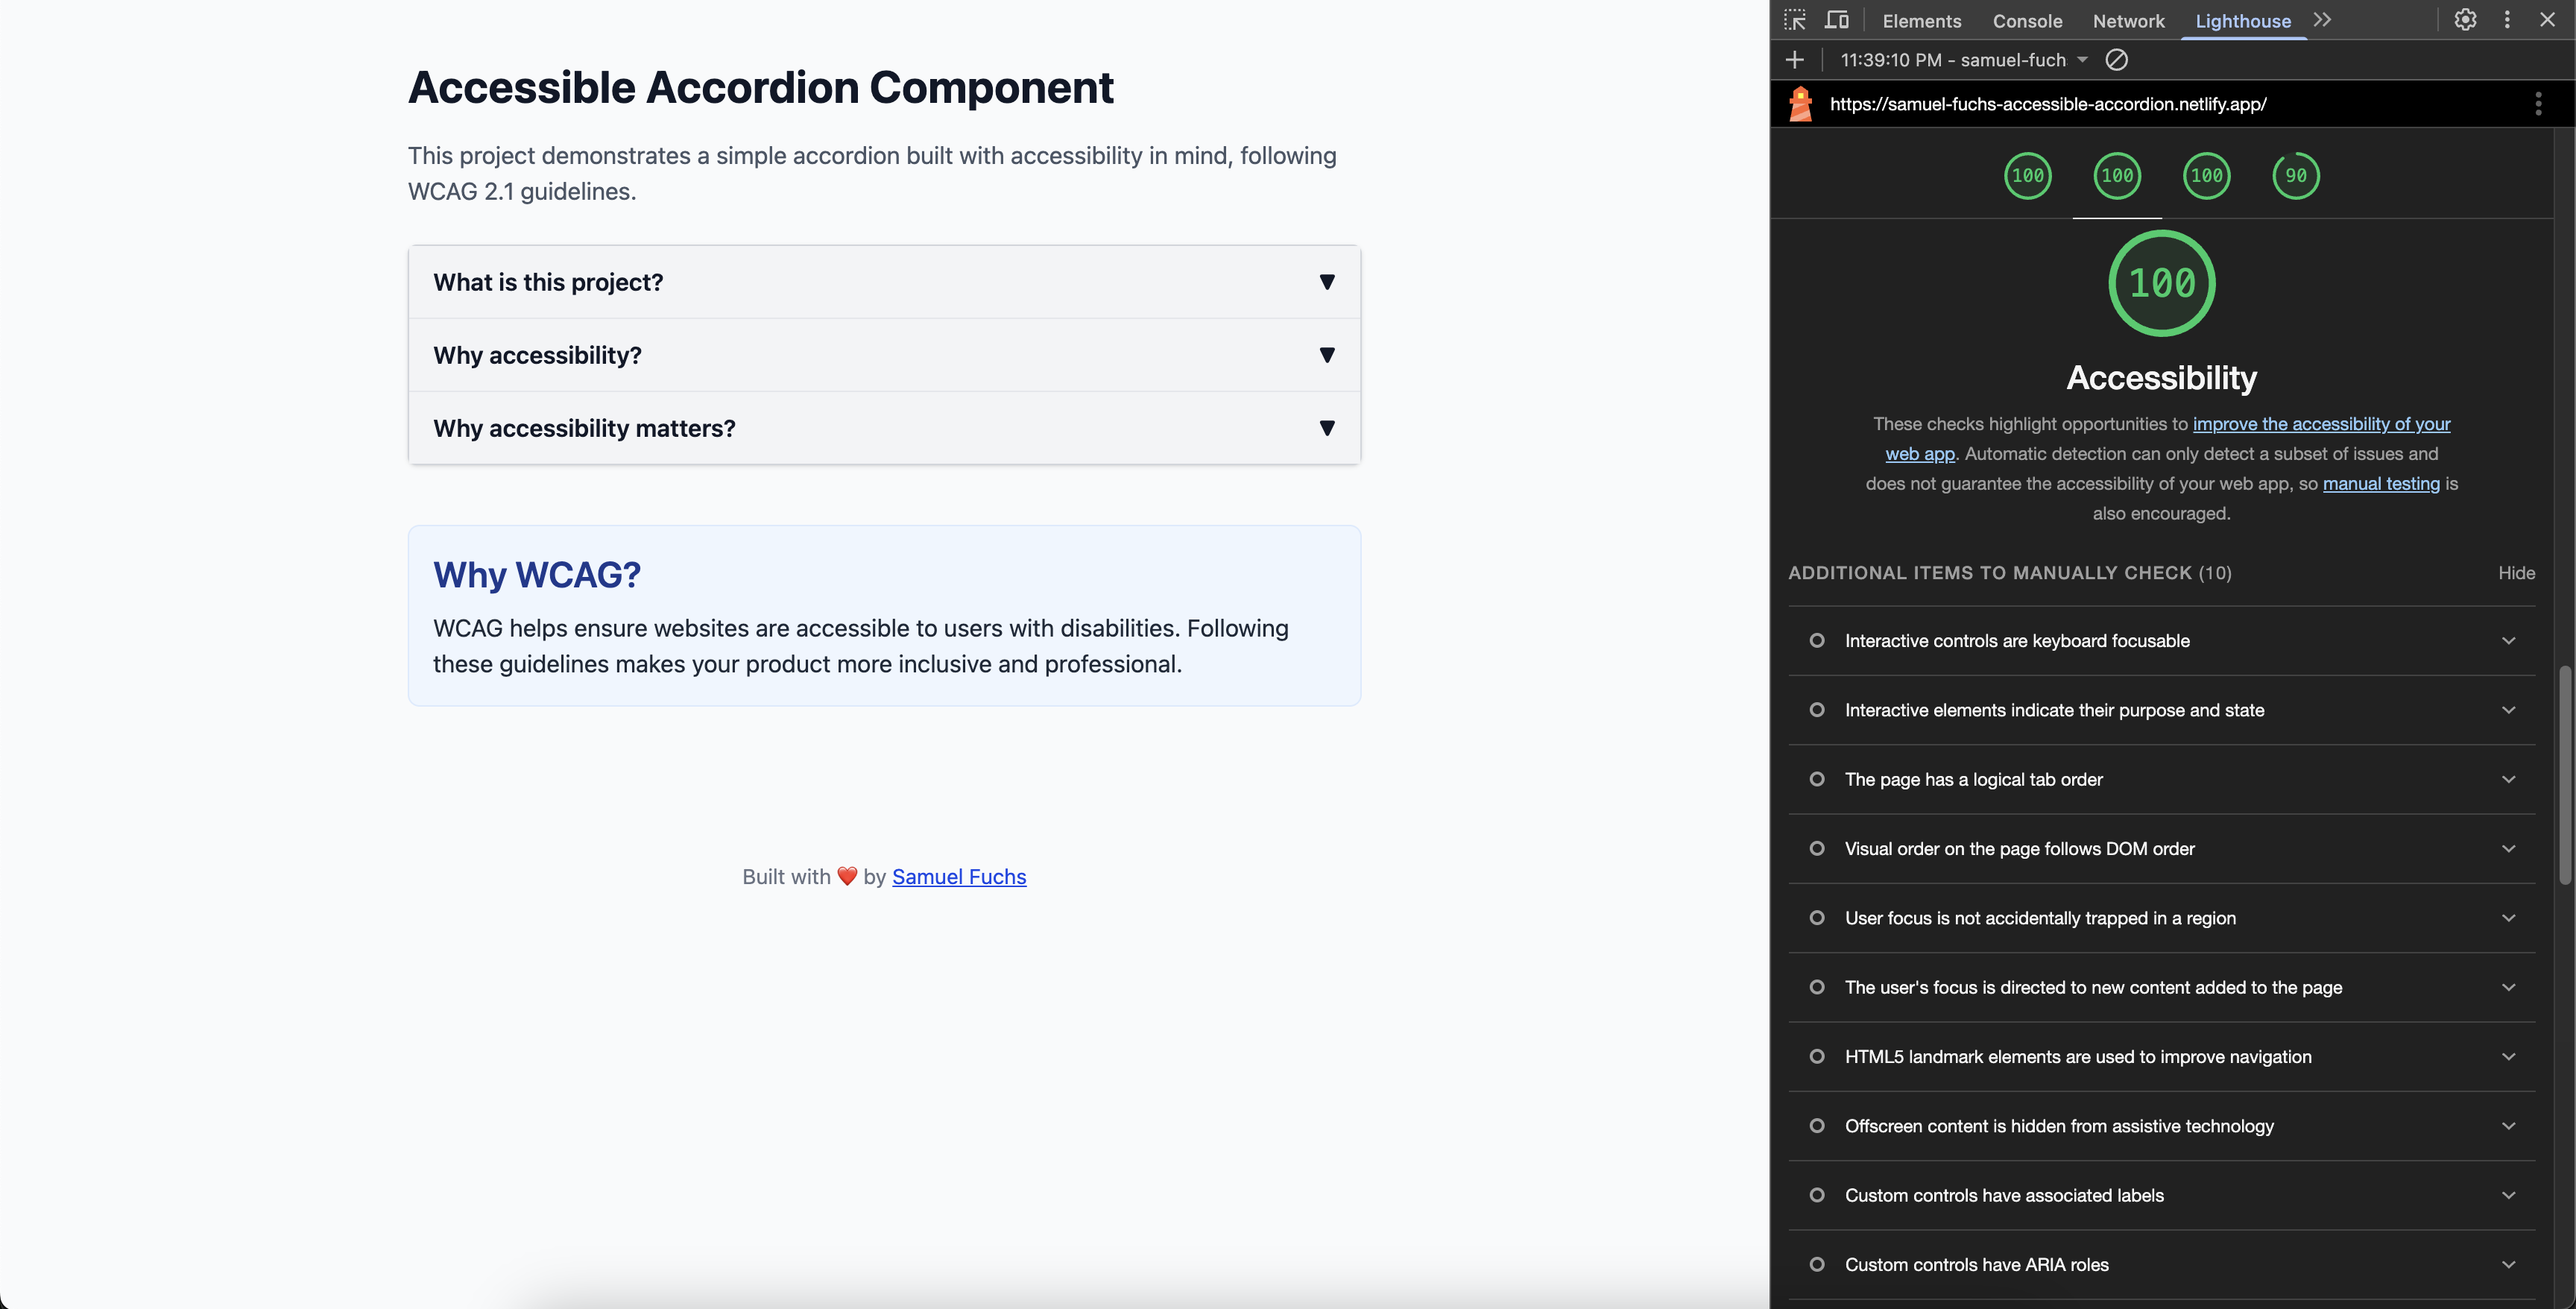 Accessible Accordion Component
This project demonstrates a simple accordion built with accessibility in mind, following
WCAG 2.1 guidelines.
What is this project?
Why accessibility?
Why accessibility matters?
Why WCAG?
WCAG helps ensure websites are accessible to users with disabilities. Following
these guidelines makes your product more inclusive and professional.
Built with ❤️ by Samuel Fuchs
Elements Console Network Lighthouse
11:39:10 PM - samuel-fuch
https://samuel-fuchs-accessible-accordion.netlify.app/
100 100 100 90
100
Accessibility
These checks highlight opportunities to improve the accessibility of your
web app. Automatic detection can only detect a subset of issues and
does not guarantee the accessibility of your web app, so manual testing is
also encouraged.
ADDITIONAL ITEMS TO MANUALLY CHECK (10) Hide
Interactive controls are keyboard focusable
Interactive elements indicate their purpose and state
The page has a logical tab order
Visual order on the page follows DOM order
User focus is not accidentally trapped in a region
The user's focus is directed to new content added to the page
HTML5 landmark elements are used to improve navigation
Offscreen content is hidden from assistive technology
Custom controls have associated labels
Custom controls have ARIA roles